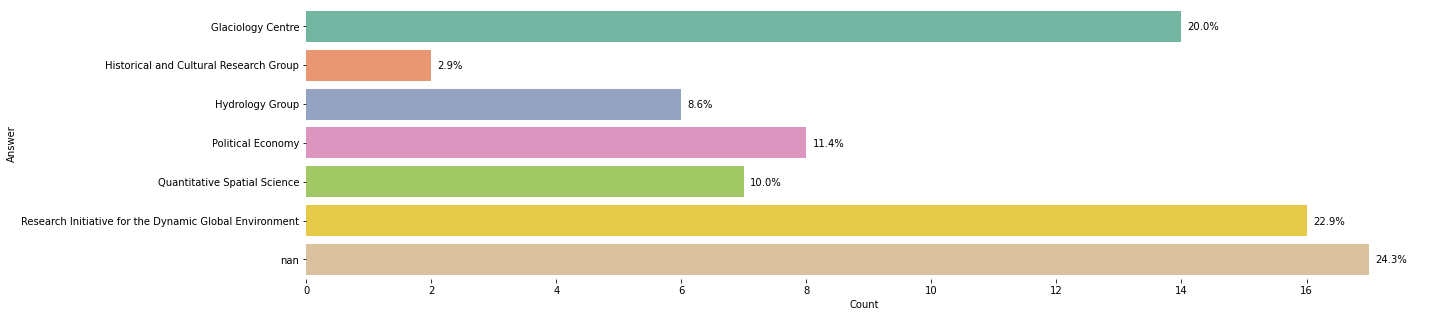 Glaciology Centre 20.0%
Historical and Cultural Research Group 2.9%
Hydrology Group 8.6%
Political Economy 11.4%
Quantitative Spatial Science 10.0%
Research Initiative for the Dynamic Global Environment 22.9%
nan 24.3%
Answer
0 2 4 6 8 10 12 14 16
Count